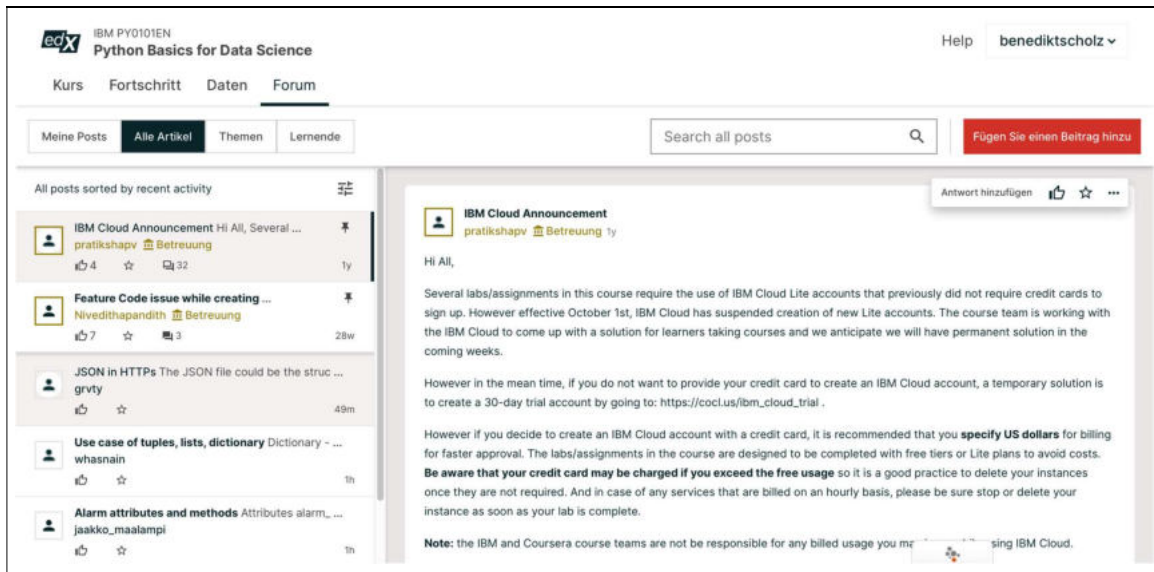 edX
IBM PY0101EN
Python Basics for Data Science
Help
benediktscholz
Kurs Fortschritt Daten Forum
Meine Posts Alle Artikel Themen Lernende
Search all posts
Fügen Sie einen Beitrag hinzu
All posts sorted by recent activity
IBM Cloud Announcement Hi All, Several ...
pratikshapv Betreuung
4 32 1y
Feature Code issue while creating ...
Nivedithapandith Betreuung
7 3 28w
JSON in HTTPs The JSON file could be the struc ...
grvty
49m
Use case of tuples, lists, dictionary Dictionary - ...
whasnain
1h
Alarm attributes and methods Attributes alarm_ ...
jaakko_maalampi
1h
Antwort hinzufügen
IBM Cloud Announcement
pratikshapv Betreuung 1y
Hi All,
Several labs/assignments in this course require the use of IBM Cloud Lite accounts that previously did not require credit cards to
sign up. However effective October 1st, IBM Cloud has suspended creation of new Lite accounts. The course team is working with
the IBM Cloud to come up with a solution for learners taking courses and we anticipate we will have permanent solution in the
coming weeks.
However in the mean time, if you do not want to provide your credit card to create an IBM Cloud account, a temporary solution is
to create a 30-day trial account by going to: https://cocl.us/ibm_cloud_trial .
However if you decide to create an IBM Cloud account with a credit card, it is recommended that you specify US dollars for billing
for faster approval. The labs/assignments in the course are designed to be completed with free tiers or Lite plans to avoid costs.
Be aware that your credit card may be charged if you exceed the free usage so it is a good practice to delete your instances
once they are not required. And in case of any services that are billed on an hourly basis, please be sure stop or delete your
instance as soon as your lab is complete.
Note: the IBM and Coursera course teams are not be responsible for any billed usage you using IBM Cloud.